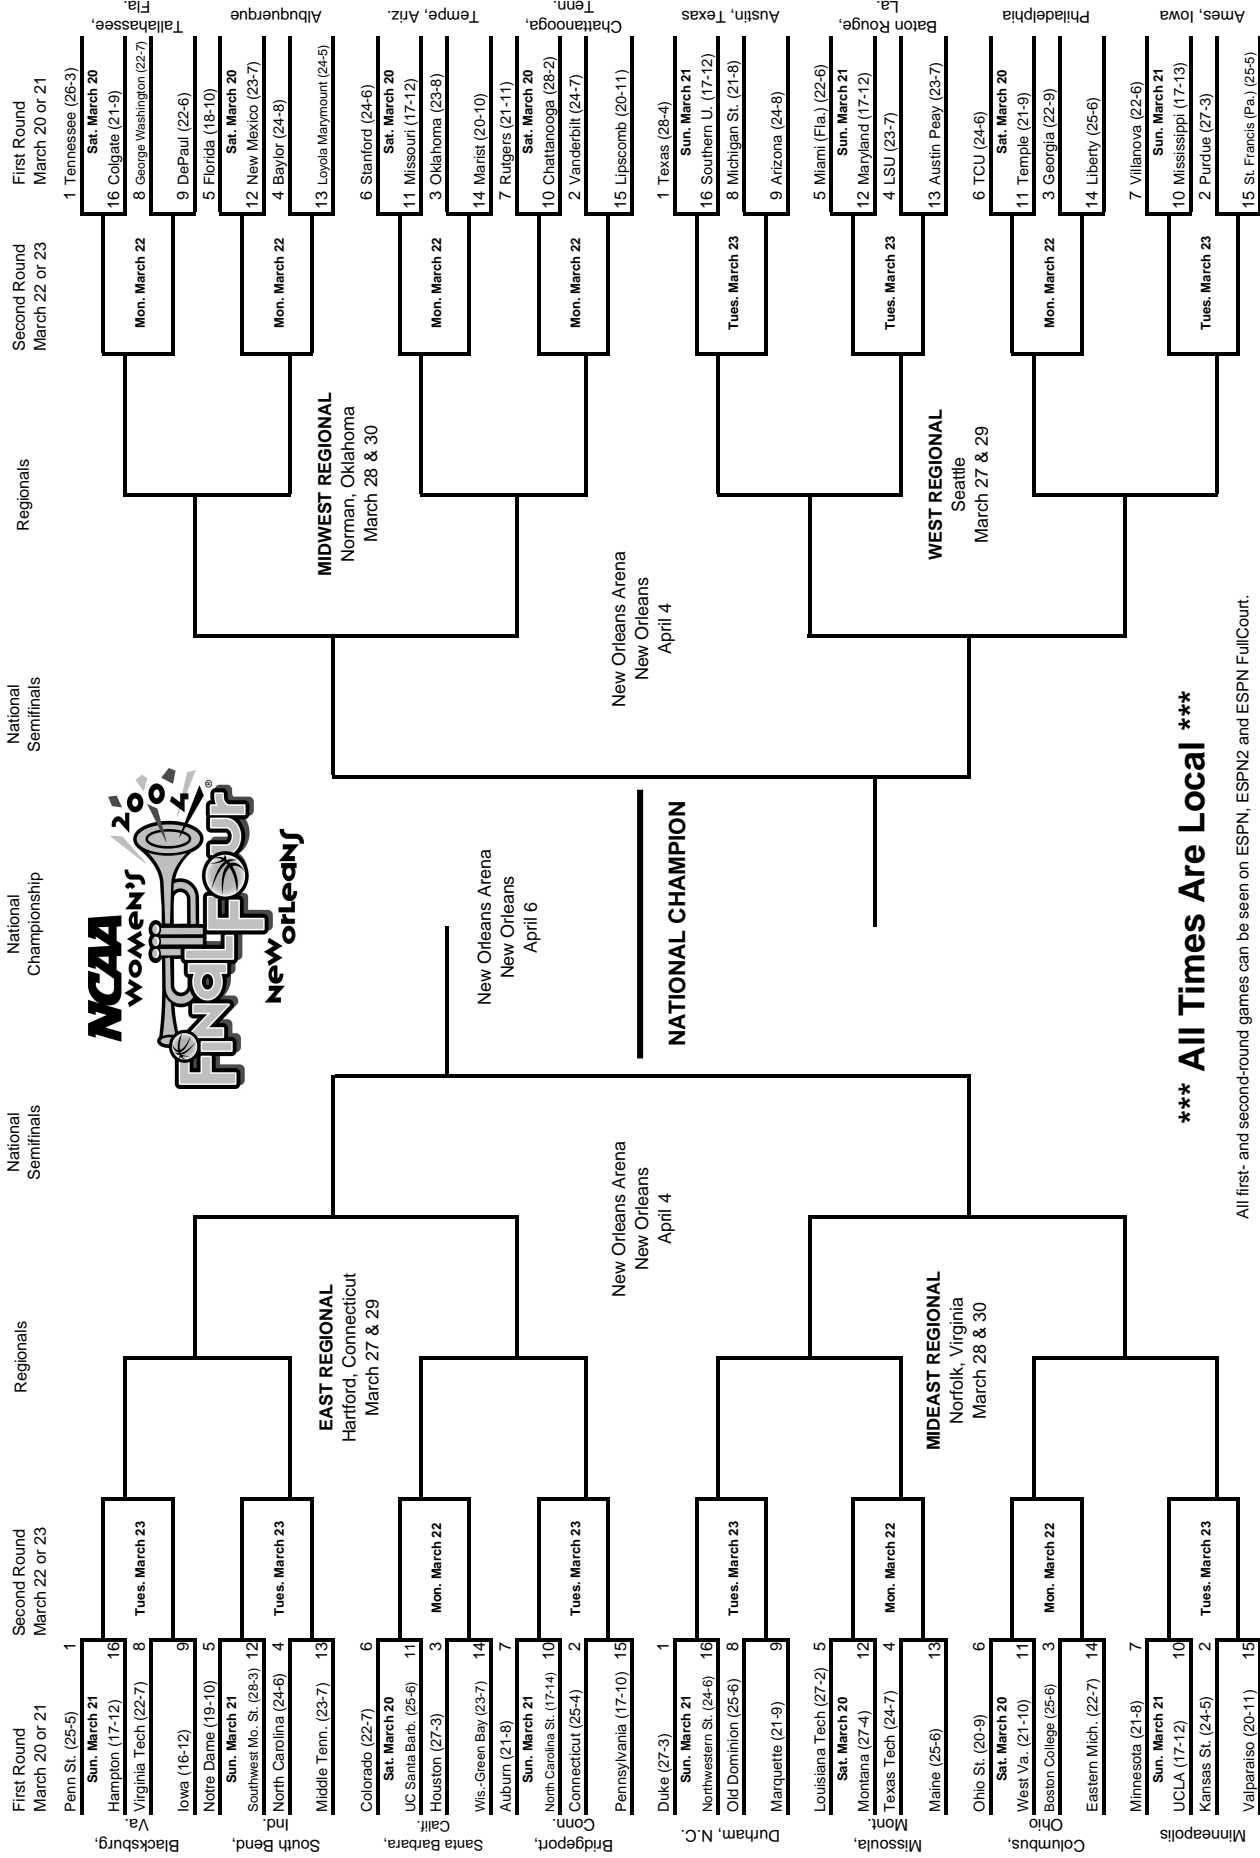 First Round
March 20 or 21
Second Round
March 22 or 23
Regionals
National
Semifinals
National
Championship
National
Semifinals
Regionals
Second Round
March 22 or 23
First Round
March 20 or 21
NCAA
WOMEN'S
2004
FINAL FOUR®
NEW ORLEANS
Blacksburg,
Va.
Penn St. (25-5) 1
Sun. March 21
Hampton (17-12) 16
Virginia Tech (22-7) 8
Iowa (16-12) 9
Tues. March 23
South Bend,
Ind.
Notre Dame (19-10) 5
Sun. March 21
Southwest Mo. St. (28-3) 12
North Carolina (24-6) 4
Middle Tenn. (23-7) 13
Tues. March 23
EAST REGIONAL
Hartford, Connecticut
March 27 & 29
Santa Barbara,
Calif.
Colorado (22-7) 6
Sat. March 20
UC Santa Barb. (25-6) 11
Houston (27-3) 3
Wis.-Green Bay (23-7) 14
Mon. March 22
Bridgeport,
Conn.
Auburn (21-8) 7
Sun. March 21
North Carolina St. (17-14) 10
Connecticut (25-4) 2
Pennsylvania (17-10) 15
Tues. March 23
New Orleans Arena
New Orleans
April 4
Durham, N.C.
Duke (27-3) 1
Sun. March 21
Northwestern St. (24-6) 16
Old Dominion (25-6) 8
Marquette (21-9) 9
Tues. March 23
Missoula,
Mont.
Louisiana Tech (27-2) 5
Sat. March 20
Montana (27-4) 12
Texas Tech (24-7) 4
Maine (25-6) 13
Mon. March 22
MIDEAST REGIONAL
Norfolk, Virginia
March 28 & 30
Columbus,
Ohio
Ohio St. (20-9) 6
Sat. March 20
West Va. (21-10) 11
Boston College (25-6) 3
Eastern Mich. (22-7) 14
Mon. March 22
Minneapolis
Minnesota (21-8) 7
Sun. March 21
UCLA (17-12) 10
Kansas St. (24-5) 2
Valparaiso (20-11) 15
Tues. March 23
New Orleans Arena
New Orleans
April 6
NATIONAL CHAMPION
1 Tennessee (26-3)
Sat. March 20
16 Colgate (21-9)
8 George Washington (22-7)
9 DePaul (22-6)
Mon. March 22
Tallahassee,
Fla.
5 Florida (18-10)
Sat. March 20
12 New Mexico (23-7)
4 Baylor (24-8)
13 Loyola Marymount (24-5)
Mon. March 22
Albuquerque
MIDWEST REGIONAL
Norman, Oklahoma
March 28 & 30
6 Stanford (24-6)
Sat. March 20
11 Missouri (17-12)
3 Oklahoma (23-8)
14 Marist (20-10)
Mon. March 22
Tempe, Ariz.
7 Rutgers (21-11)
Sat. March 20
10 Chattanooga (28-2)
2 Vanderbilt (24-7)
15 Lipscomb (20-11)
Mon. March 22
Chattanooga,
Tenn.
New Orleans Arena
New Orleans
April 4
1 Texas (28-4)
Sun. March 21
16 Southern U. (17-12)
8 Michigan St. (21-8)
9 Arizona (24-8)
Tues. March 23
Austin, Texas
5 Miami (Fla.) (22-6)
Sun. March 21
12 Maryland (17-12)
4 LSU (23-7)
13 Austin Peay (23-7)
Tues. March 23
Baton Rouge,
La.
WEST REGIONAL
Seattle
March 27 & 29
6 TCU (24-6)
Sat. March 20
11 Temple (21-9)
3 Georgia (22-9)
14 Liberty (25-6)
Mon. March 22
Philadelphia
7 Villanova (22-6)
Sun. March 21
10 Mississippi (17-13)
2 Purdue (27-3)
15 St. Francis (Pa.) (25-5)
Tues. March 23
Ames, Iowa
*** All Times Are Local ***
All first- and second-round games can be seen on ESPN, ESPN2 and ESPN FullCourt.